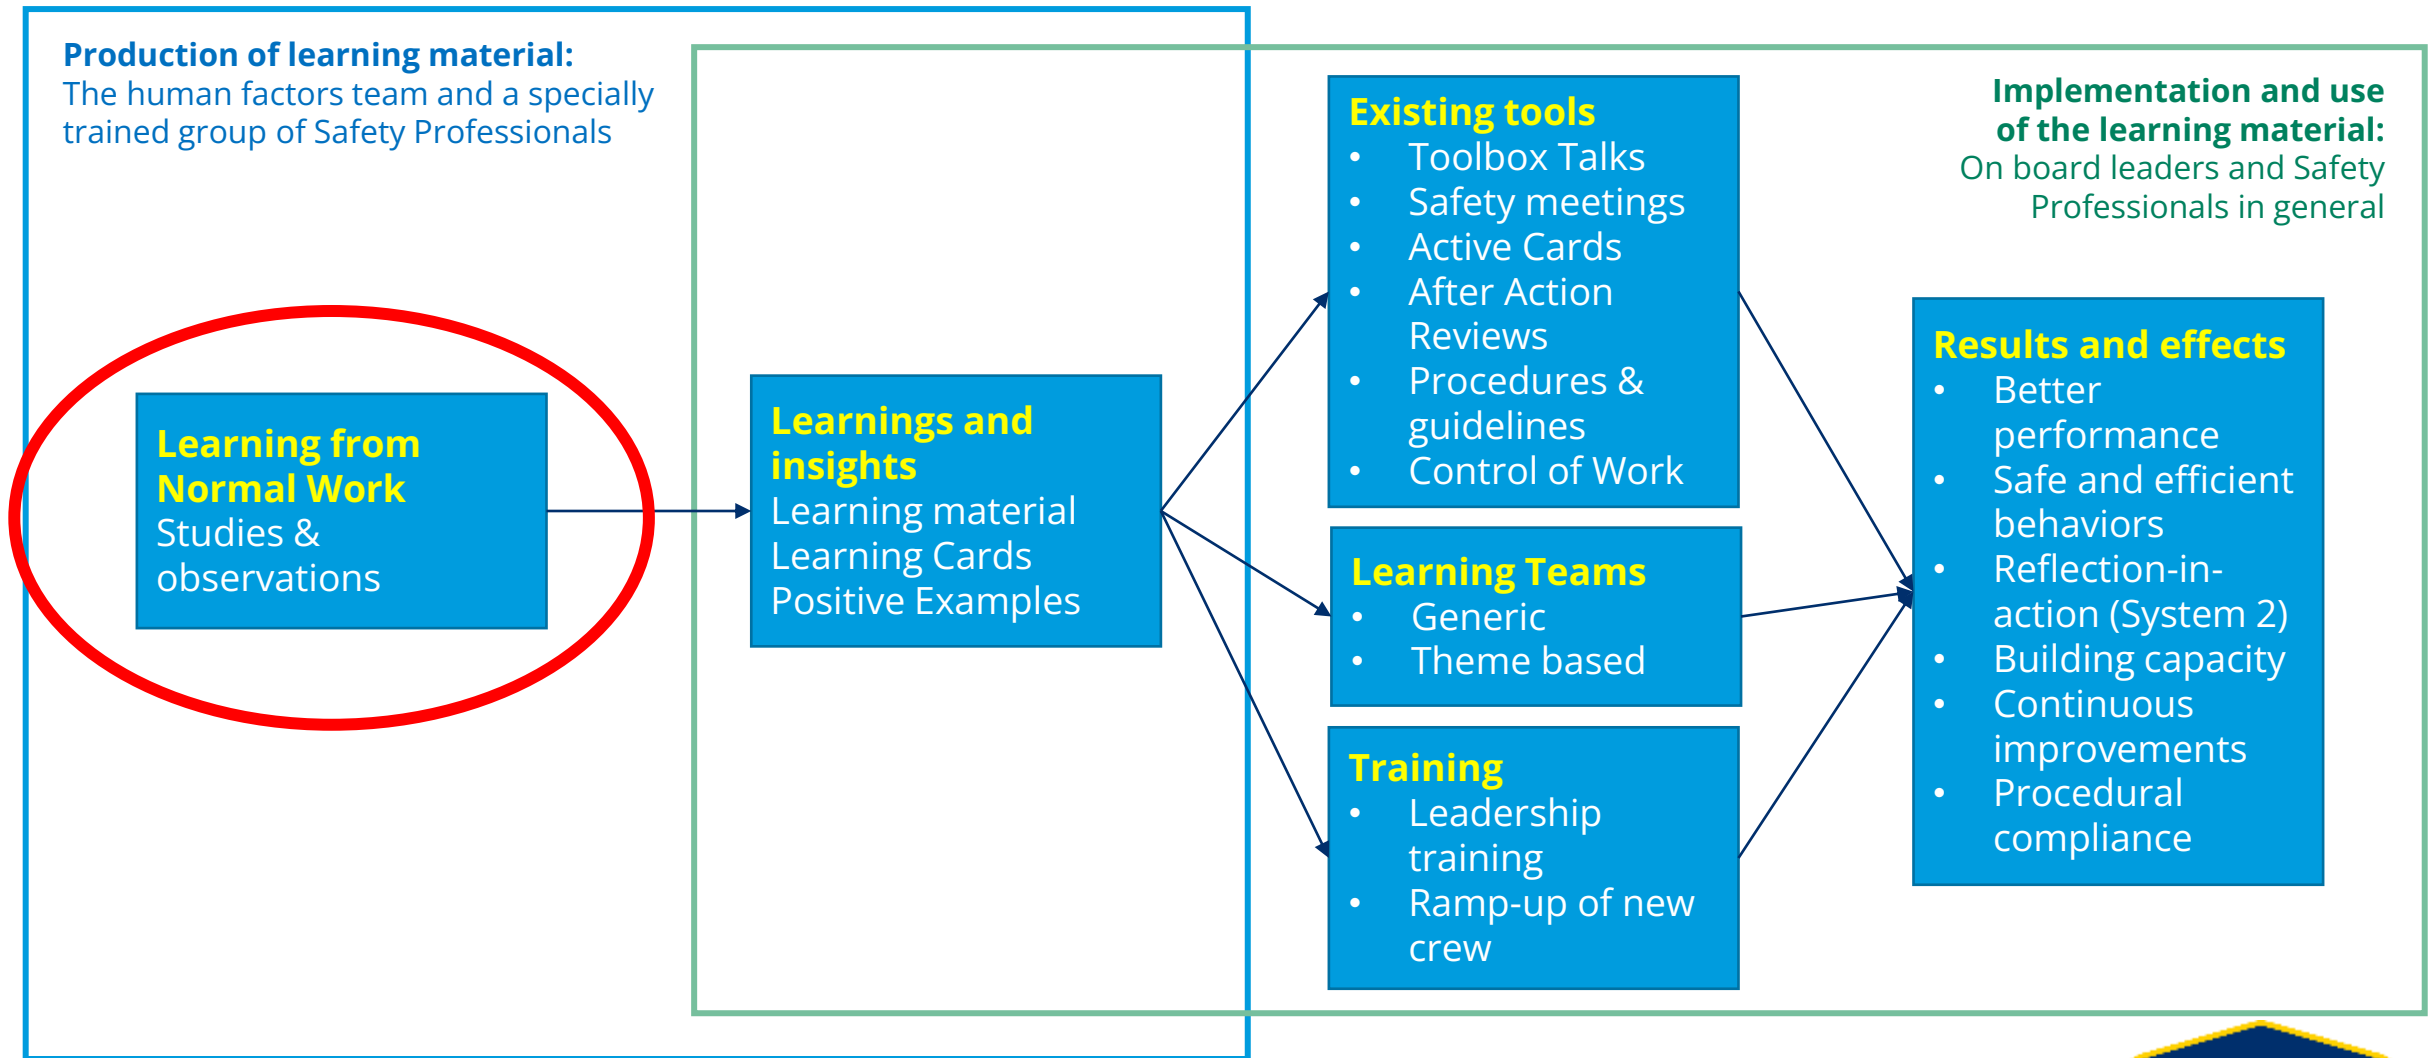 Production of learning material:
The human factors team and a specially
trained group of Safety Professionals
Implementation and use
of the learning material:
On board leaders and Safety
Professionals in general
Learning from
Normal Work
Studies &
observations
Learnings and
insights
Learning material
Learning Cards
Positive Examples
Existing tools
• Toolbox Talks
• Safety meetings
• Active Cards
• After Action
Reviews
• Procedures &
guidelines
• Control of Work
Learning Teams
• Generic
• Theme based
Training
• Leadership
training
• Ramp-up of new
crew
Results and effects
• Better
performance
• Safe and efficient
behaviors
• Reflection-in-
action (System 2)
• Building capacity
• Continuous
improvements
• Procedural
compliance